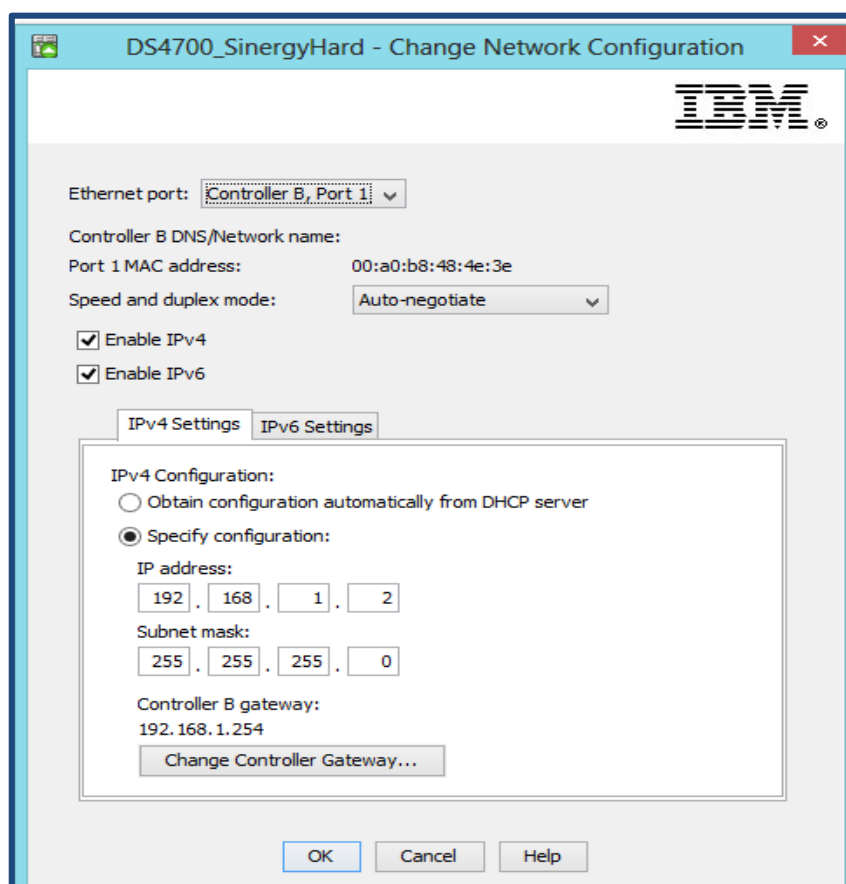 DS4700_SinergyHard - Change Network Configuration
IBM®
Ethernet port: Controller B, Port 1
Controller B DNS/Network name:
Port 1 MAC address: 00:a0:b8:48:4e:3e
Speed and duplex mode: Auto-negotiate
Enable IPv4
Enable IPv6
IPv4 Settings IPv6 Settings
IPv4 Configuration:
Obtain configuration automatically from DHCP server
Specify configuration:
IP address:
192 . 168 . 1 . 2
Subnet mask:
255 . 255 . 255 . 0
Controller B gateway:
192.168.1.254
Change Controller Gateway...
OK Cancel Help